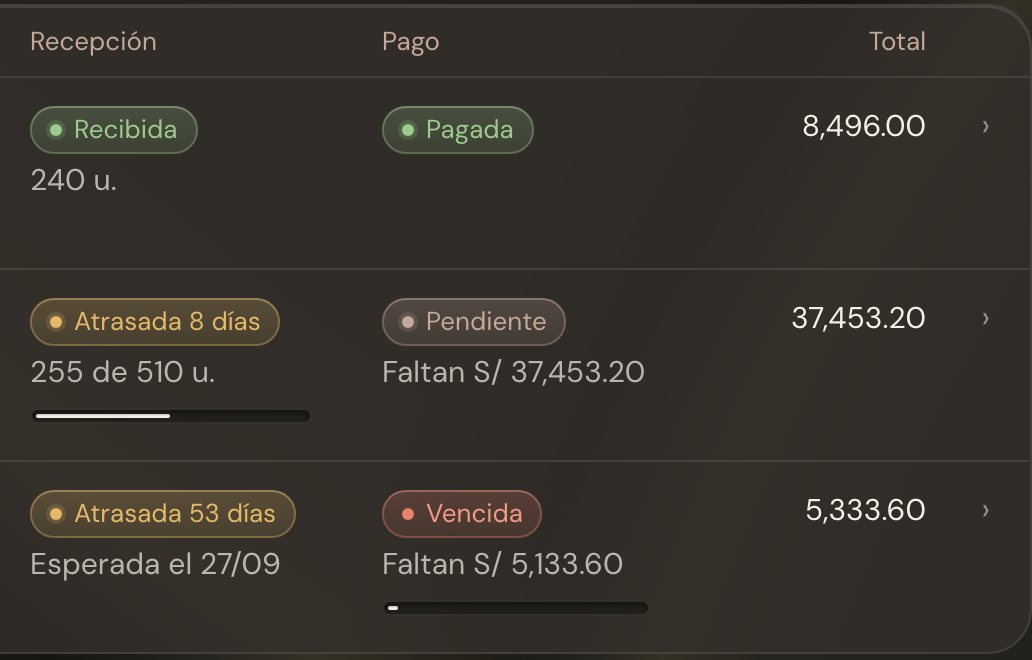 Recepción Pago Total
Recibida Pagada 8,496.00 ›
240 u.
Atrasada 8 días Pendiente 37,453.20 ›
255 de 510 u. Faltan S/ 37,453.20
Atrasada 53 días Vencida 5,333.60 ›
Esperada el 27/09 Faltan S/ 5,133.60